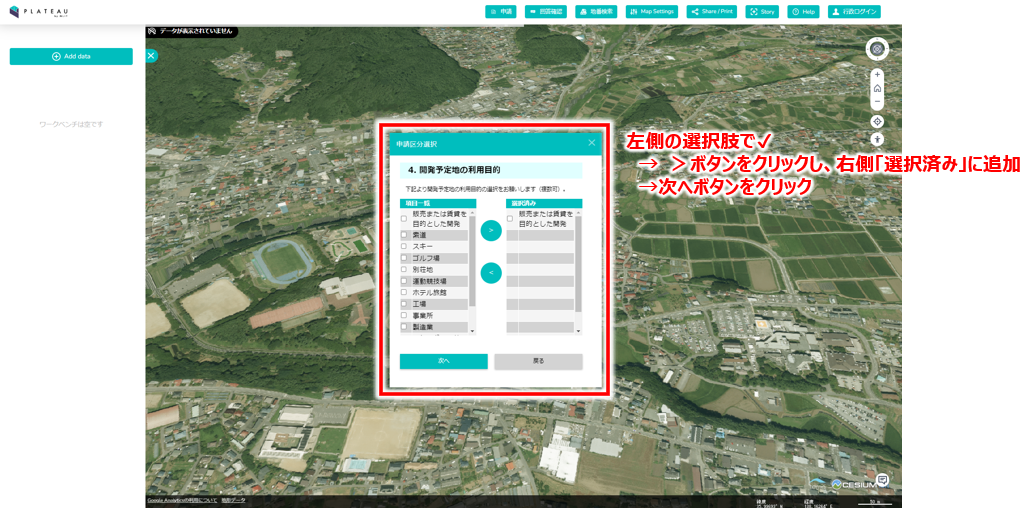 PLATEAU
申請
回答確認
地番検索
Map Settings
Share / Print
Story
Help
行政ログイン
データが表示されていません
Add data
ワークベンチは空です
申請区分選択
4. 開発予定地の利用目的
下記より開発予定地の利用目的の選択をお願いします（複数可）。
項目一覧
選択済み
販売または賃貸を
目的とした開発
販売または賃貸を
目的とした開発
索道
スキー
ゴルフ場
別荘地
運動競技場
ホテル旅館
工場
事業所
製造業
>
<
次へ
戻る
左側の選択肢で✓
→ ＞ボタンをクリックし、右側「選択済み」に追加
→次へボタンをクリック
CESIUM
Google Analyticsの利用について 地形データ
緯度
経度
50 m